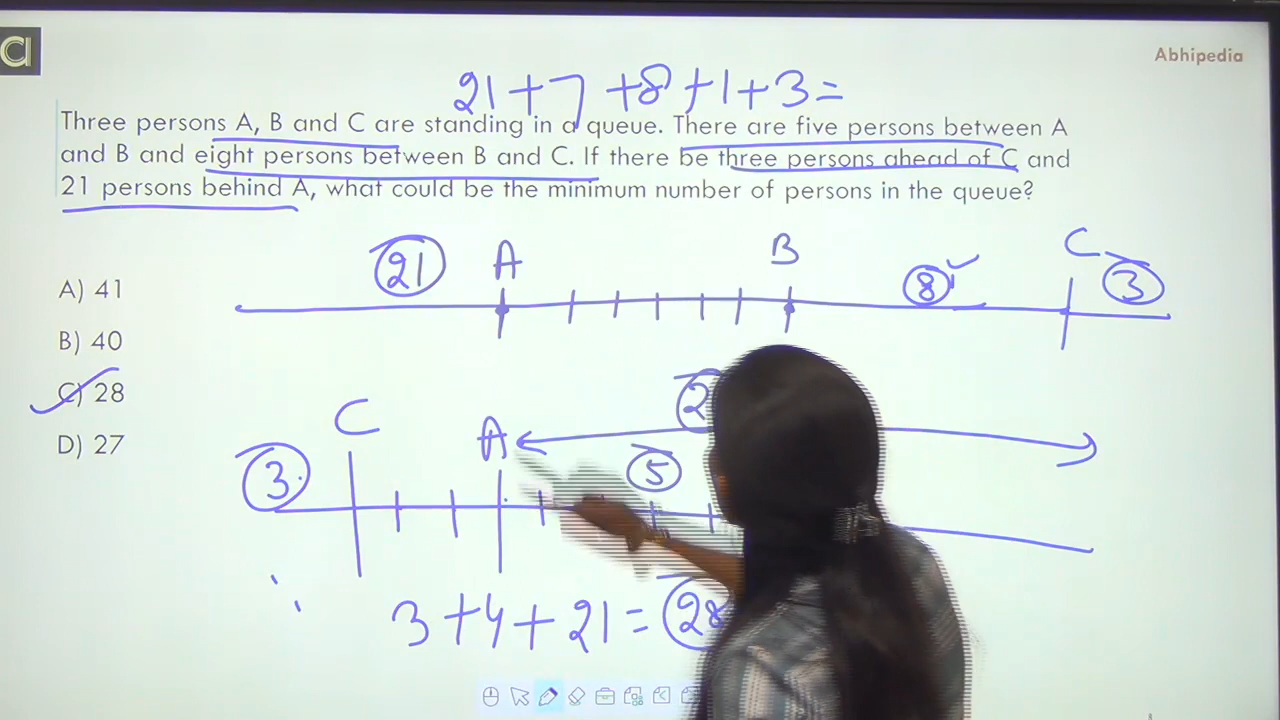 CI
Abhipedia
21+7+8+1+3=
Three persons A, B and C are standing in a queue. There are five persons between A
and B and eight persons between B and C. If there be three persons ahead of C and
21 persons behind A, what could be the minimum number of persons in the queue?
21 A B 8 C 3
A) 41
B) 40
C) 28
D) 27
C A
3 5
3+4+21=28